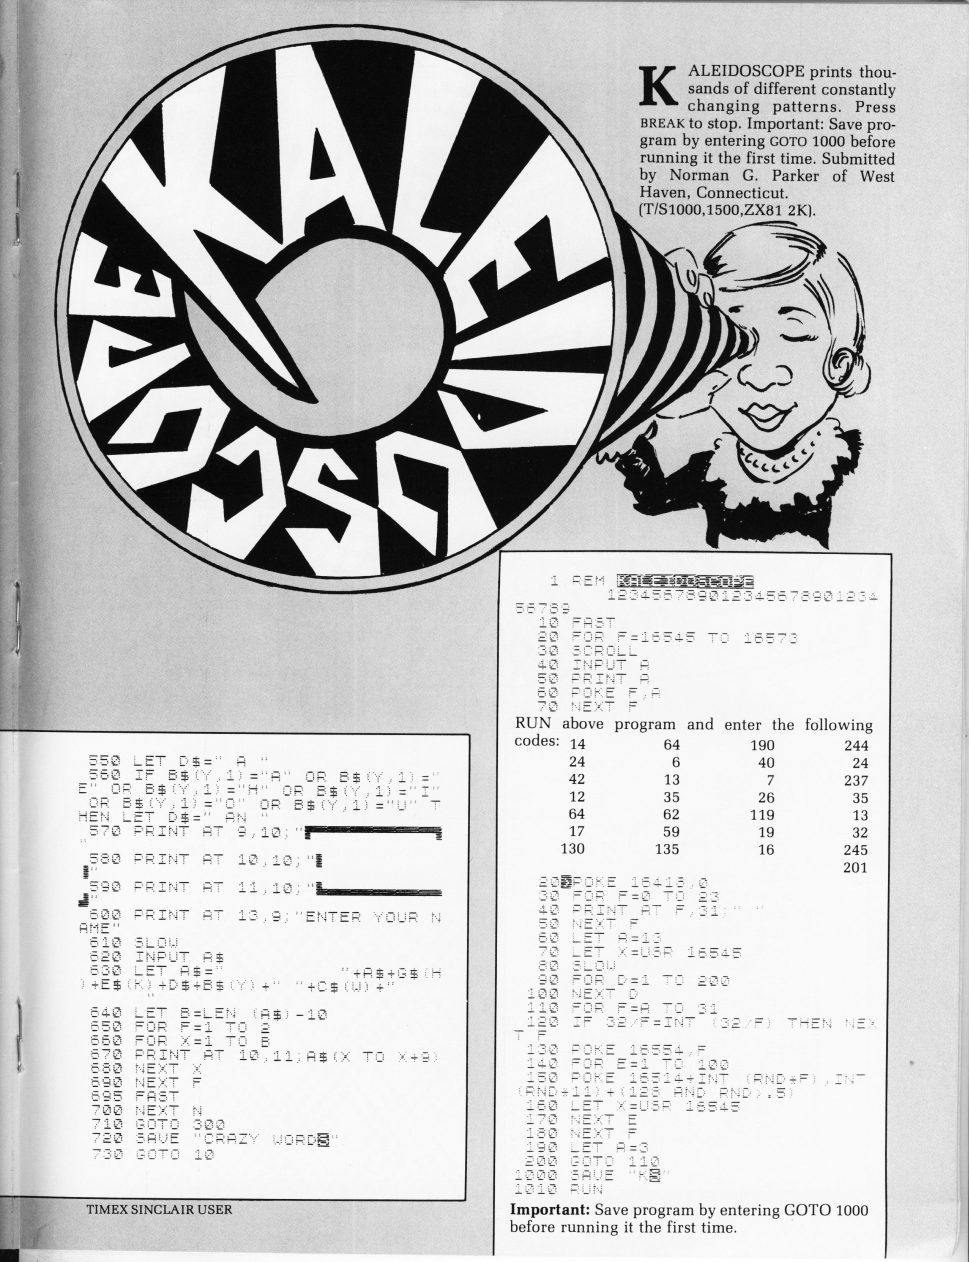 KALEIDOSCOPE
KALEIDOSCOPE prints thou-
sands of different constantly
changing patterns. Press
BREAK to stop. Important: Save pro-
gram by entering GOTO 1000 before
running it the first time. Submitted
by Norman G. Parker of West
Haven, Connecticut.
(T/S1000,1500,ZX81 2K).
550 LET D$=" A "
560 IF B$(Y,1)="A" OR B$(Y,1)="
E" OR B$(Y,1)="H" OR B$(Y,1)="I"
OR B$(Y,1)="O" OR B$(Y,1)="U" T
HEN LET D$=" AN "
570 PRINT AT 9,10;"
"
580 PRINT AT 10,10;"
"
590 PRINT AT 11,10;"
"
600 PRINT AT 13,9;"ENTER YOUR N
AME"
610 SLOW
620 INPUT A$
630 LET A$="          "+A$+G$(H
)+E$(K)+D$+B$(Y)+" "+C$(W)+"
"
640 LET B=LEN (A$)-10
650 FOR F=1 TO 2
660 FOR X=1 TO B
670 PRINT AT 10,11;A$(X TO X+9)
680 NEXT X
690 NEXT F
695 FAST
700 NEXT N
710 GOTO 300
720 SAVE "CRAZY WORDS"
730 GOTO 10
TIMEX SINCLAIR USER
1 REM KALEIDOSCOPE
123456789012345678901234
56789
10 FAST
20 FOR F=16545 TO 16573
30 SCROLL
40 INPUT A
50 PRINT A
60 POKE F,A
70 NEXT F
RUN above program and enter the following
codes: 14 64 190 244
24 6 40 24
42 13 7 237
12 35 26 35
64 62 119 13
17 59 19 32
130 135 16 245
201
20 POKE 16418,0
30 FOR F=0 TO 23
40 PRINT AT F,31;" "
50 NEXT F
60 LET A=13
70 LET X=USR 16545
80 SLOW
90 FOR D=1 TO 200
100 NEXT D
110 FOR F=A TO 31
120 IF 32/F=INT (32/F) THEN NEX
T F
130 POKE 16554,F
140 FOR E=1 TO 100
150 POKE 16514+INT (RND*F),INT
(RND*11)+(128 AND RND>.5)
160 LET X=USR 16545
170 NEXT E
180 NEXT F
190 LET A=3
200 GOTO 110
1000 SAVE "KS"
1010 RUN
Important: Save program by entering GOTO 1000
before running it the first time.